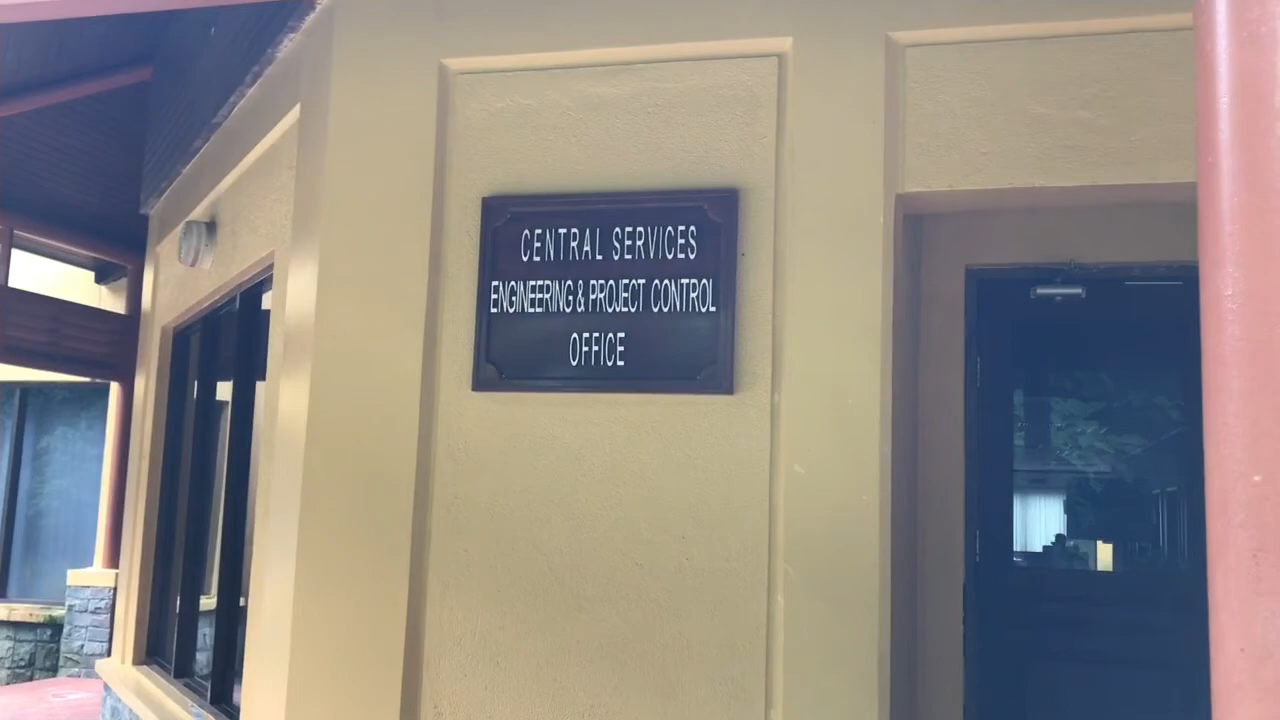 CENTRAL SERVICES
ENGINEERING & PROJECT CONTROL
OFFICE